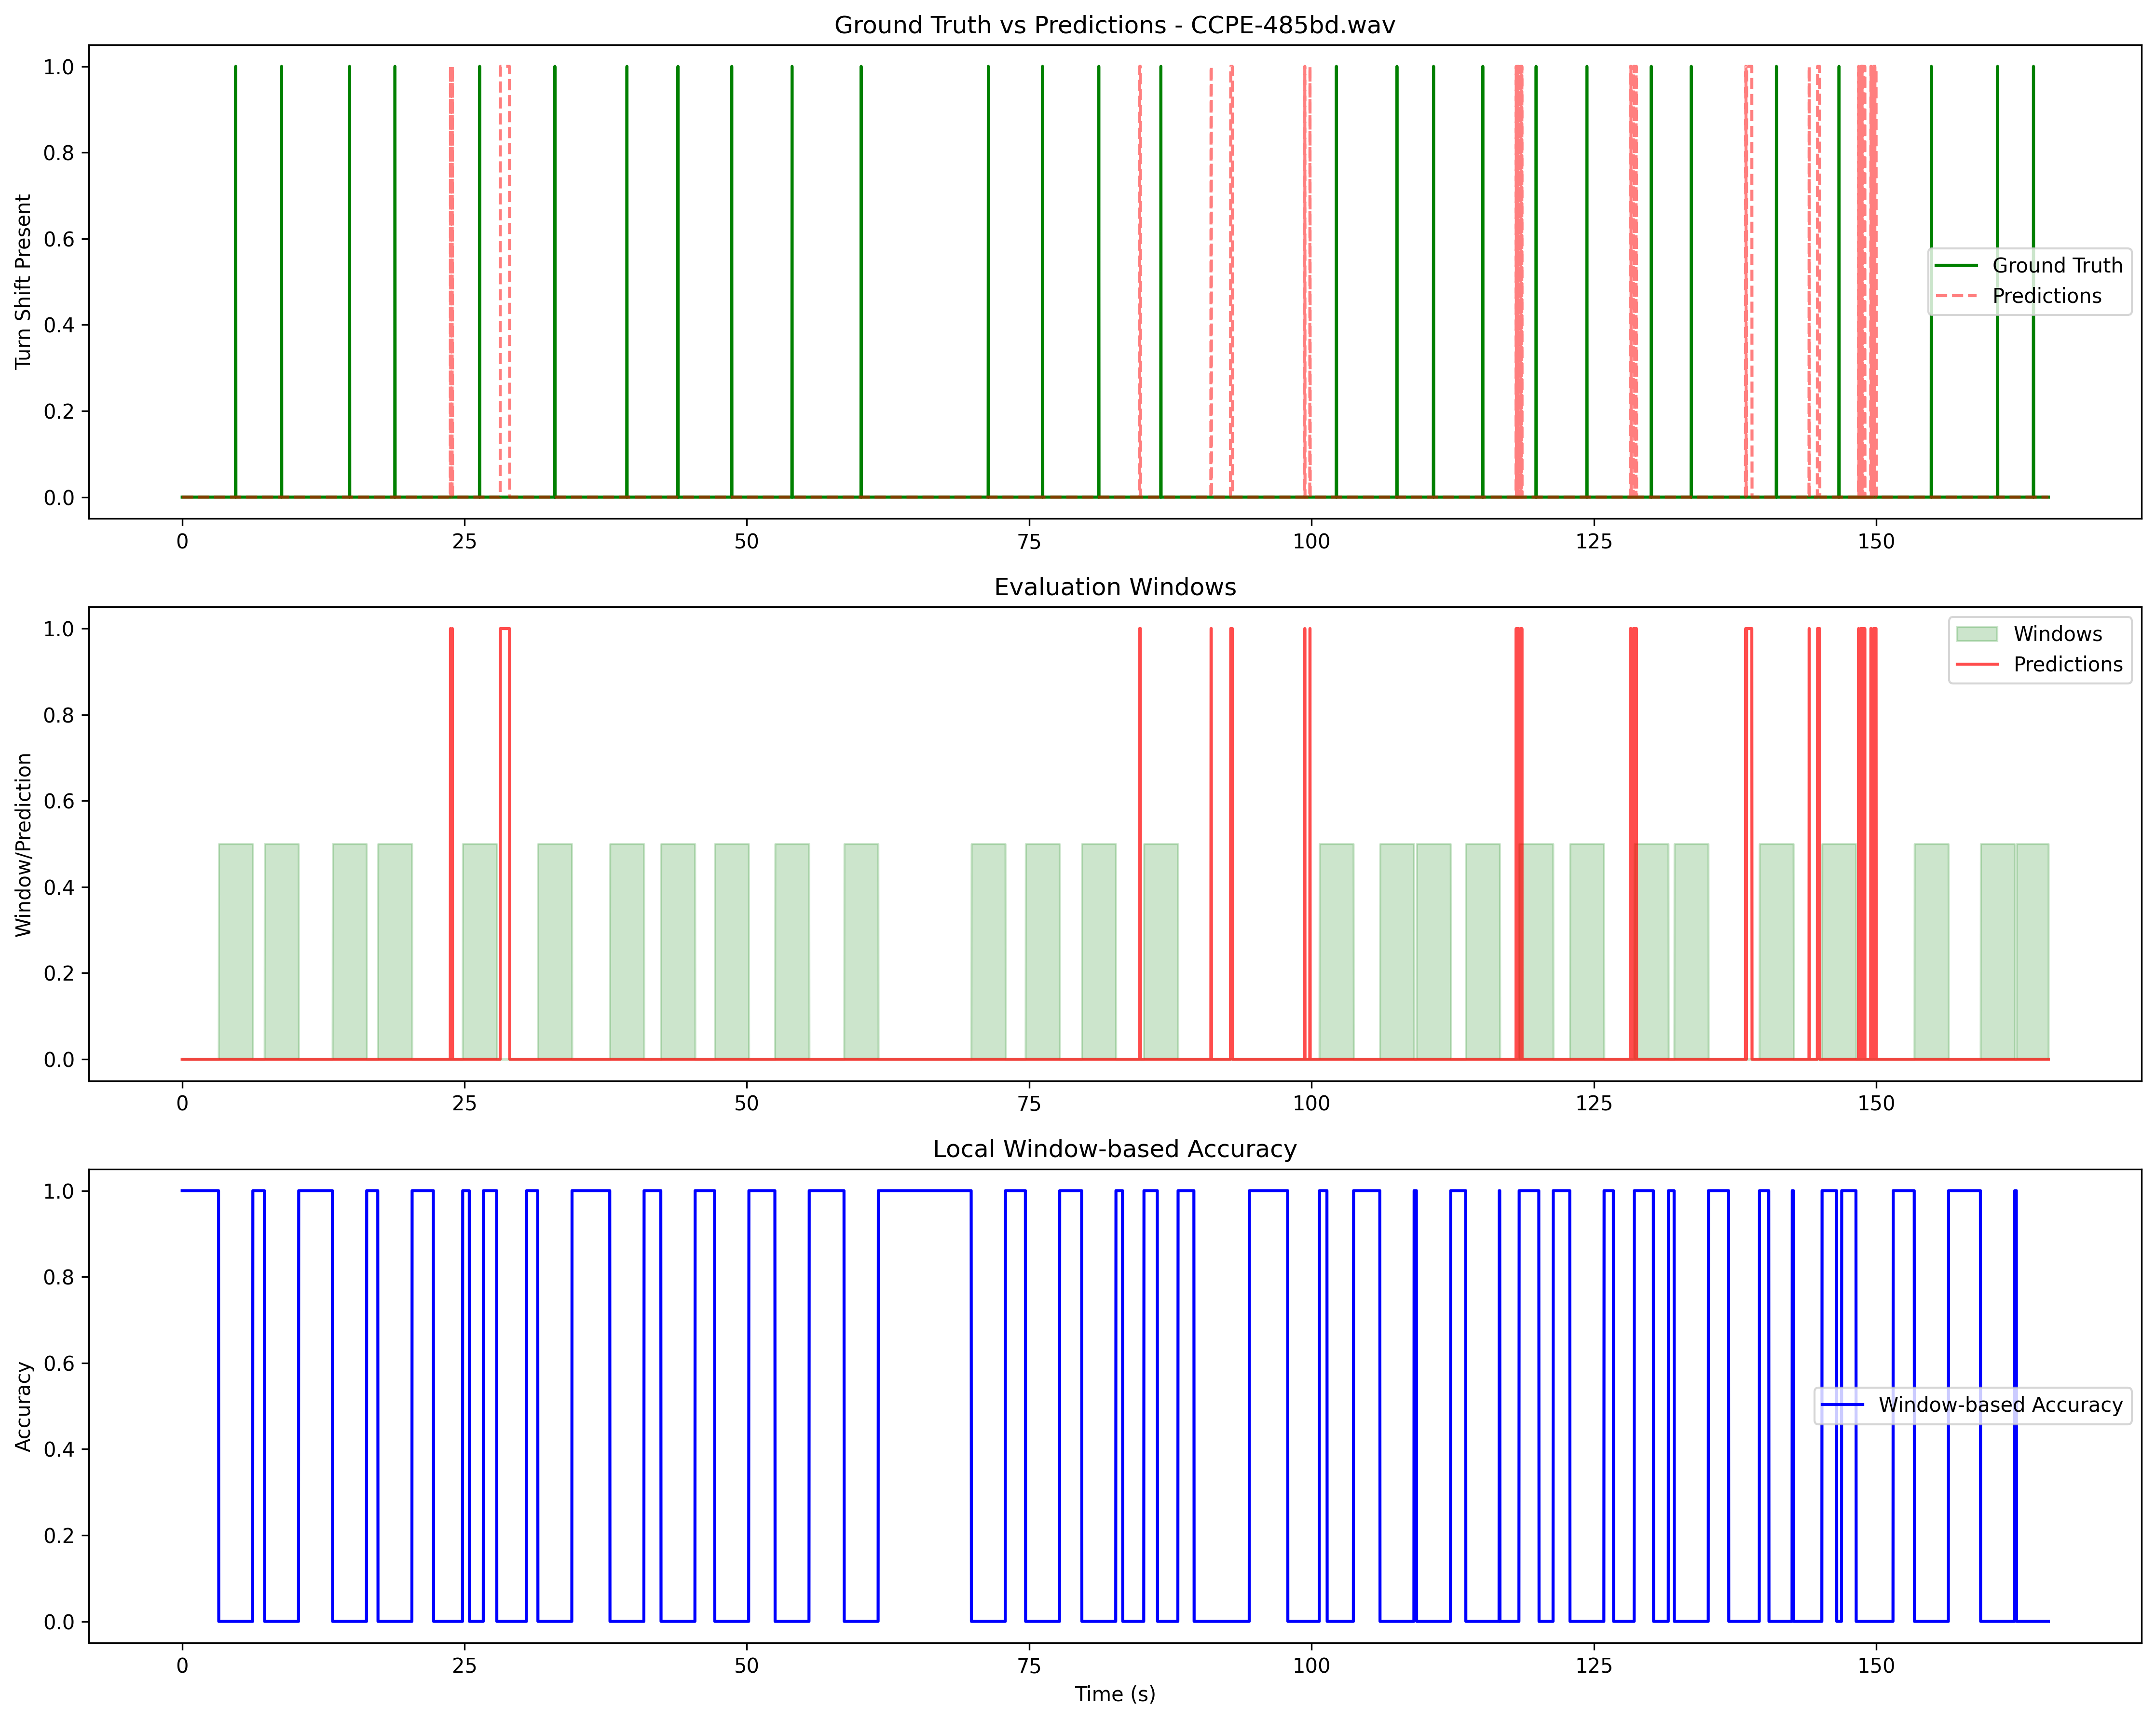 Ground Truth vs Predictions - CCPE-485bd.wav
Turn Shift Present
1.0
0.8
0.6
0.4
0.2
0.0
Ground Truth
Predictions
0 25 50 75 100 125 150
Evaluation Windows
Window/Prediction
1.0
0.8
0.6
0.4
0.2
0.0
Windows
Predictions
0 25 50 75 100 125 150
Local Window-based Accuracy
Accuracy
1.0
0.8
0.6
0.4
0.2
0.0
Window-based Accuracy
0 25 50 75 100 125 150
Time (s)